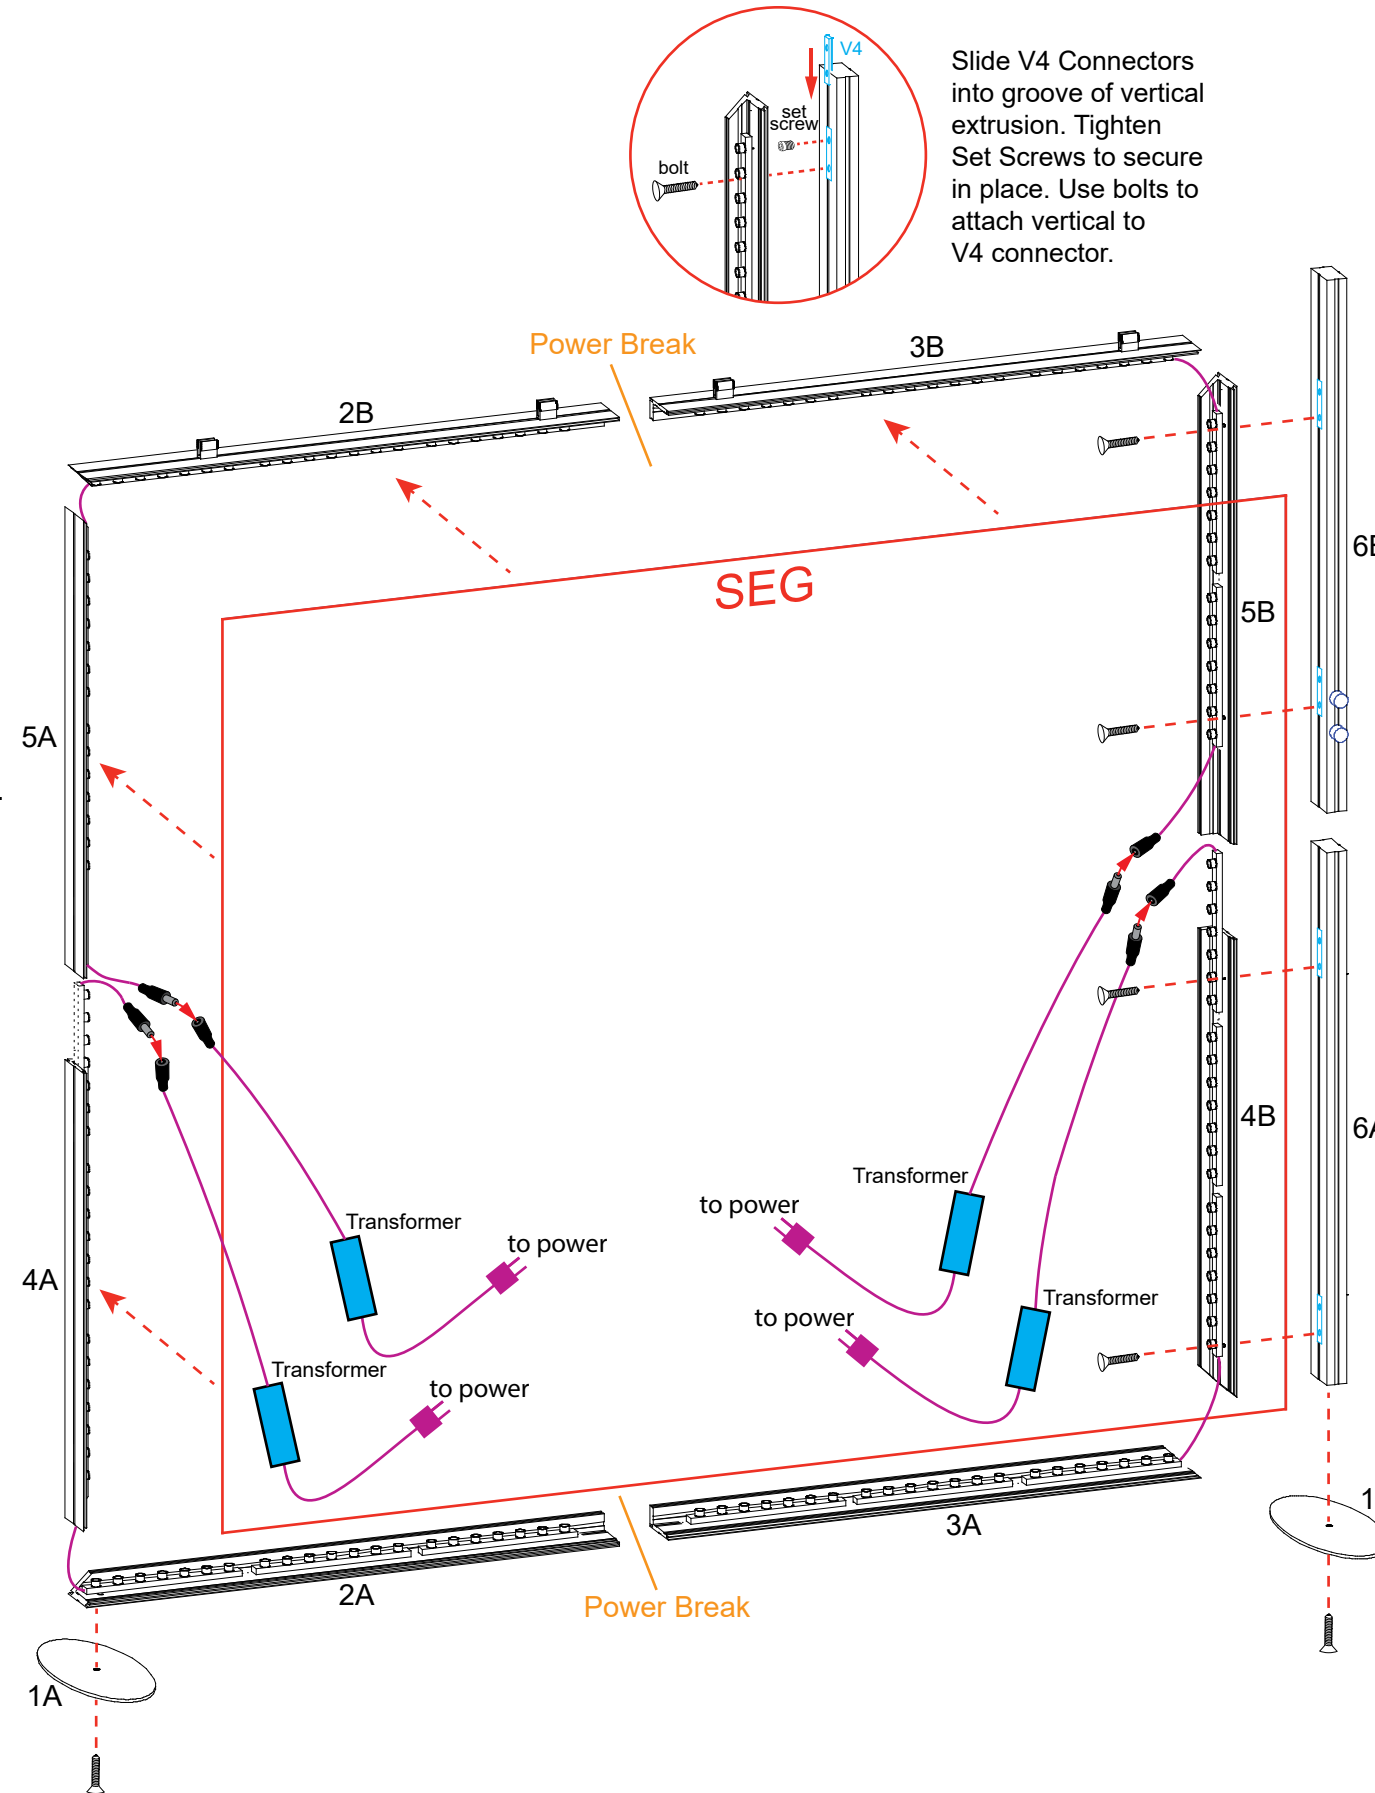 V4
set
screw
bolt
Slide V4 Connectors
into groove of vertical
extrusion. Tighten
Set Screws to secure
in place. Use bolts to
attach vertical to
V4 connector.
Power Break
3B
2B
SEG
5B
5A
4B
Transformer
to power
Transformer
to power
4A
Transformer
to power
Transformer
to power
3A
2A
Power Break
1A